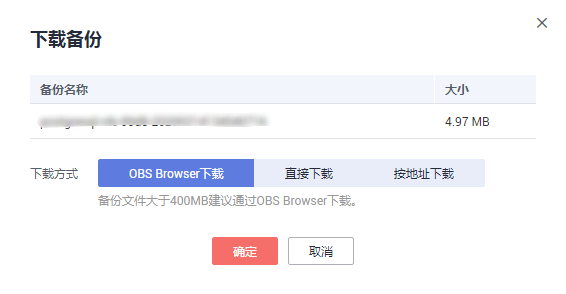 下载备份
备份名称 大小
4.97 MB
下载方式 OBS Browser下载 直接下载 按地址下载
备份文件大于400MB建议通过OBS Browser下载。
确定 取消